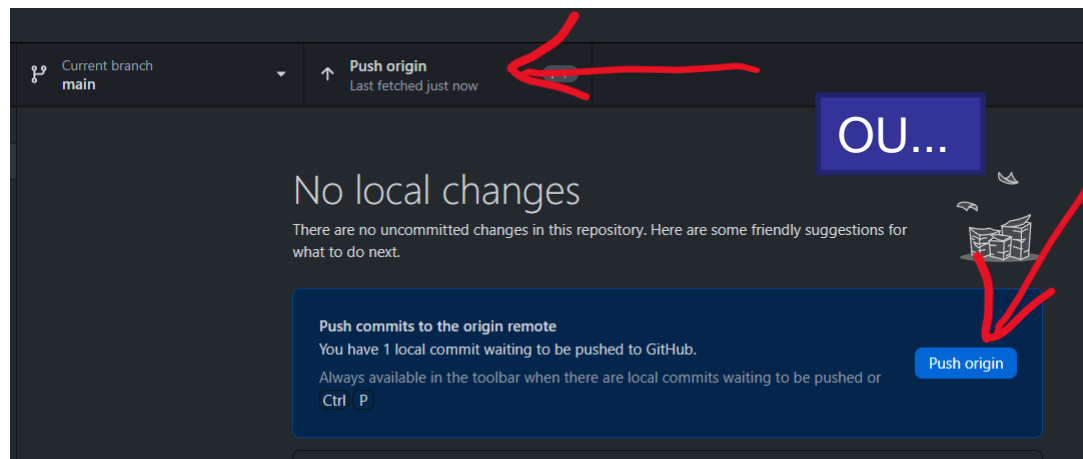 Current branch
main
Push origin
Last fetched just now
OU...
No local changes
There are no uncommitted changes in this repository. Here are some friendly suggestions for
what to do next.
Push commits to the origin remote
You have 1 local commit waiting to be pushed to GitHub.
Always available in the toolbar when there are local commits waiting to be pushed or
Ctrl P
Push origin